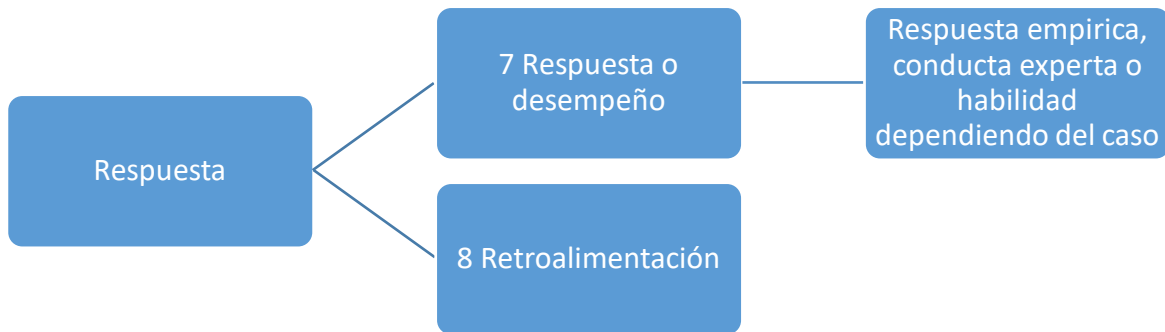 Respuesta
7 Respuesta o
desempeño
Respuesta empirica,
conducta experta o
habilidad
dependiendo del caso
8 Retroalimentación